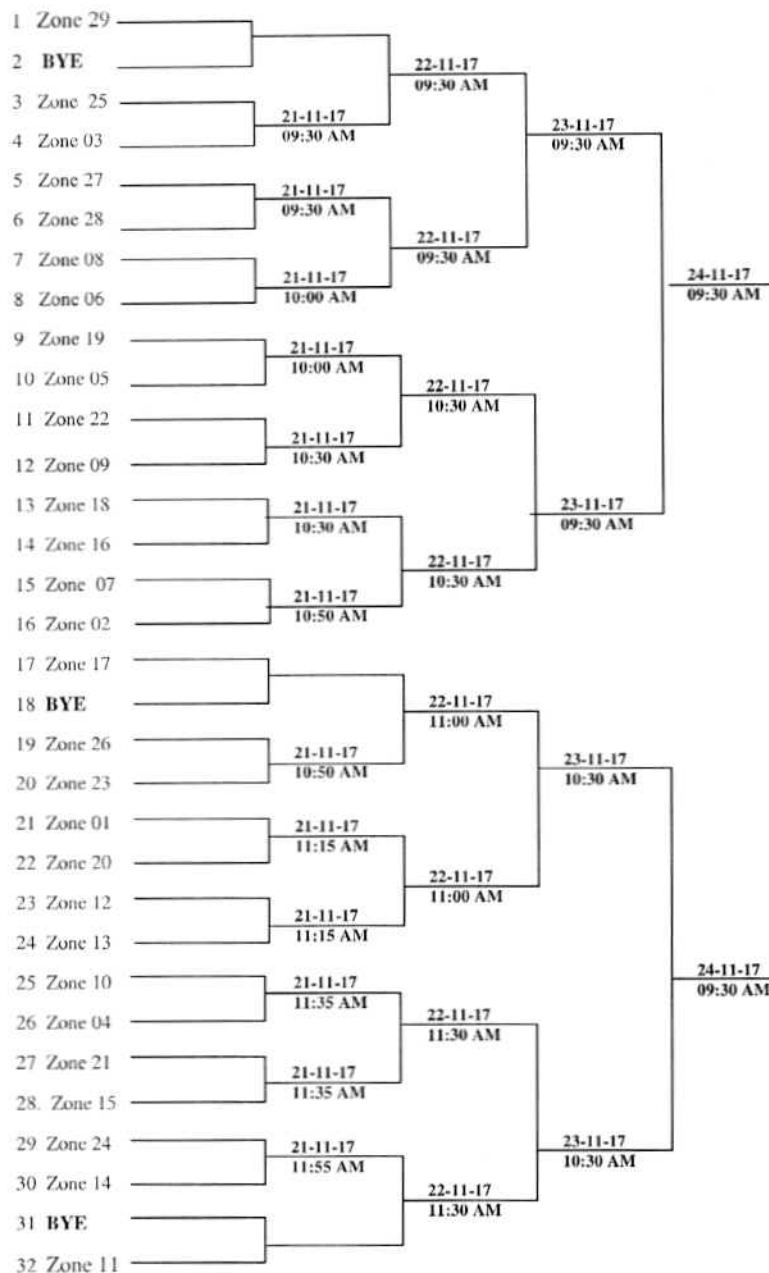 1 Zone 29
2 BYE
3 Zone 25
4 Zone 03
5 Zone 27
6 Zone 28
7 Zone 08
8 Zone 06
9 Zone 19
10 Zone 05
11 Zone 22
12 Zone 09
13 Zone 18
14 Zone 16
15 Zone 07
16 Zone 02
17 Zone 17
18 BYE
19 Zone 26
20 Zone 23
21 Zone 01
22 Zone 20
23 Zone 12
24 Zone 13
25 Zone 10
26 Zone 04
27 Zone 21
28. Zone 15
29 Zone 24
30 Zone 14
31 BYE
32 Zone 11
21-11-17
09:30 AM
21-11-17
09:30 AM
21-11-17
10:00 AM
21-11-17
10:00 AM
21-11-17
10:30 AM
21-11-17
10:30 AM
21-11-17
10:50 AM
21-11-17
10:50 AM
21-11-17
11:15 AM
21-11-17
11:15 AM
21-11-17
11:35 AM
21-11-17
11:35 AM
21-11-17
11:55 AM
22-11-17
09:30 AM
22-11-17
09:30 AM
22-11-17
10:30 AM
22-11-17
10:30 AM
22-11-17
11:00 AM
22-11-17
11:00 AM
22-11-17
11:30 AM
22-11-17
11:30 AM
23-11-17
09:30 AM
23-11-17
09:30 AM
23-11-17
10:30 AM
23-11-17
10:30 AM
24-11-17
09:30 AM
24-11-17
09:30 AM